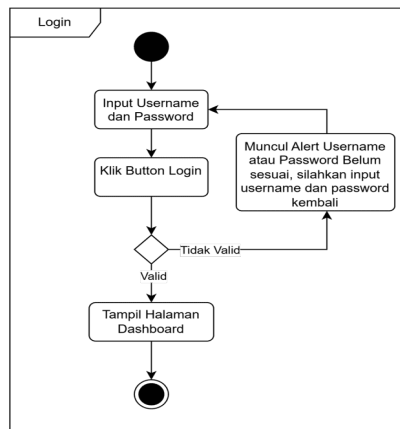 Login
Input Username
dan Password
Klik Button Login
Muncul Alert Username
atau Password Belum
sesuai, silahkan input
username dan password
kembali
Tidak Valid
Valid
Tampil Halaman
Dashboard